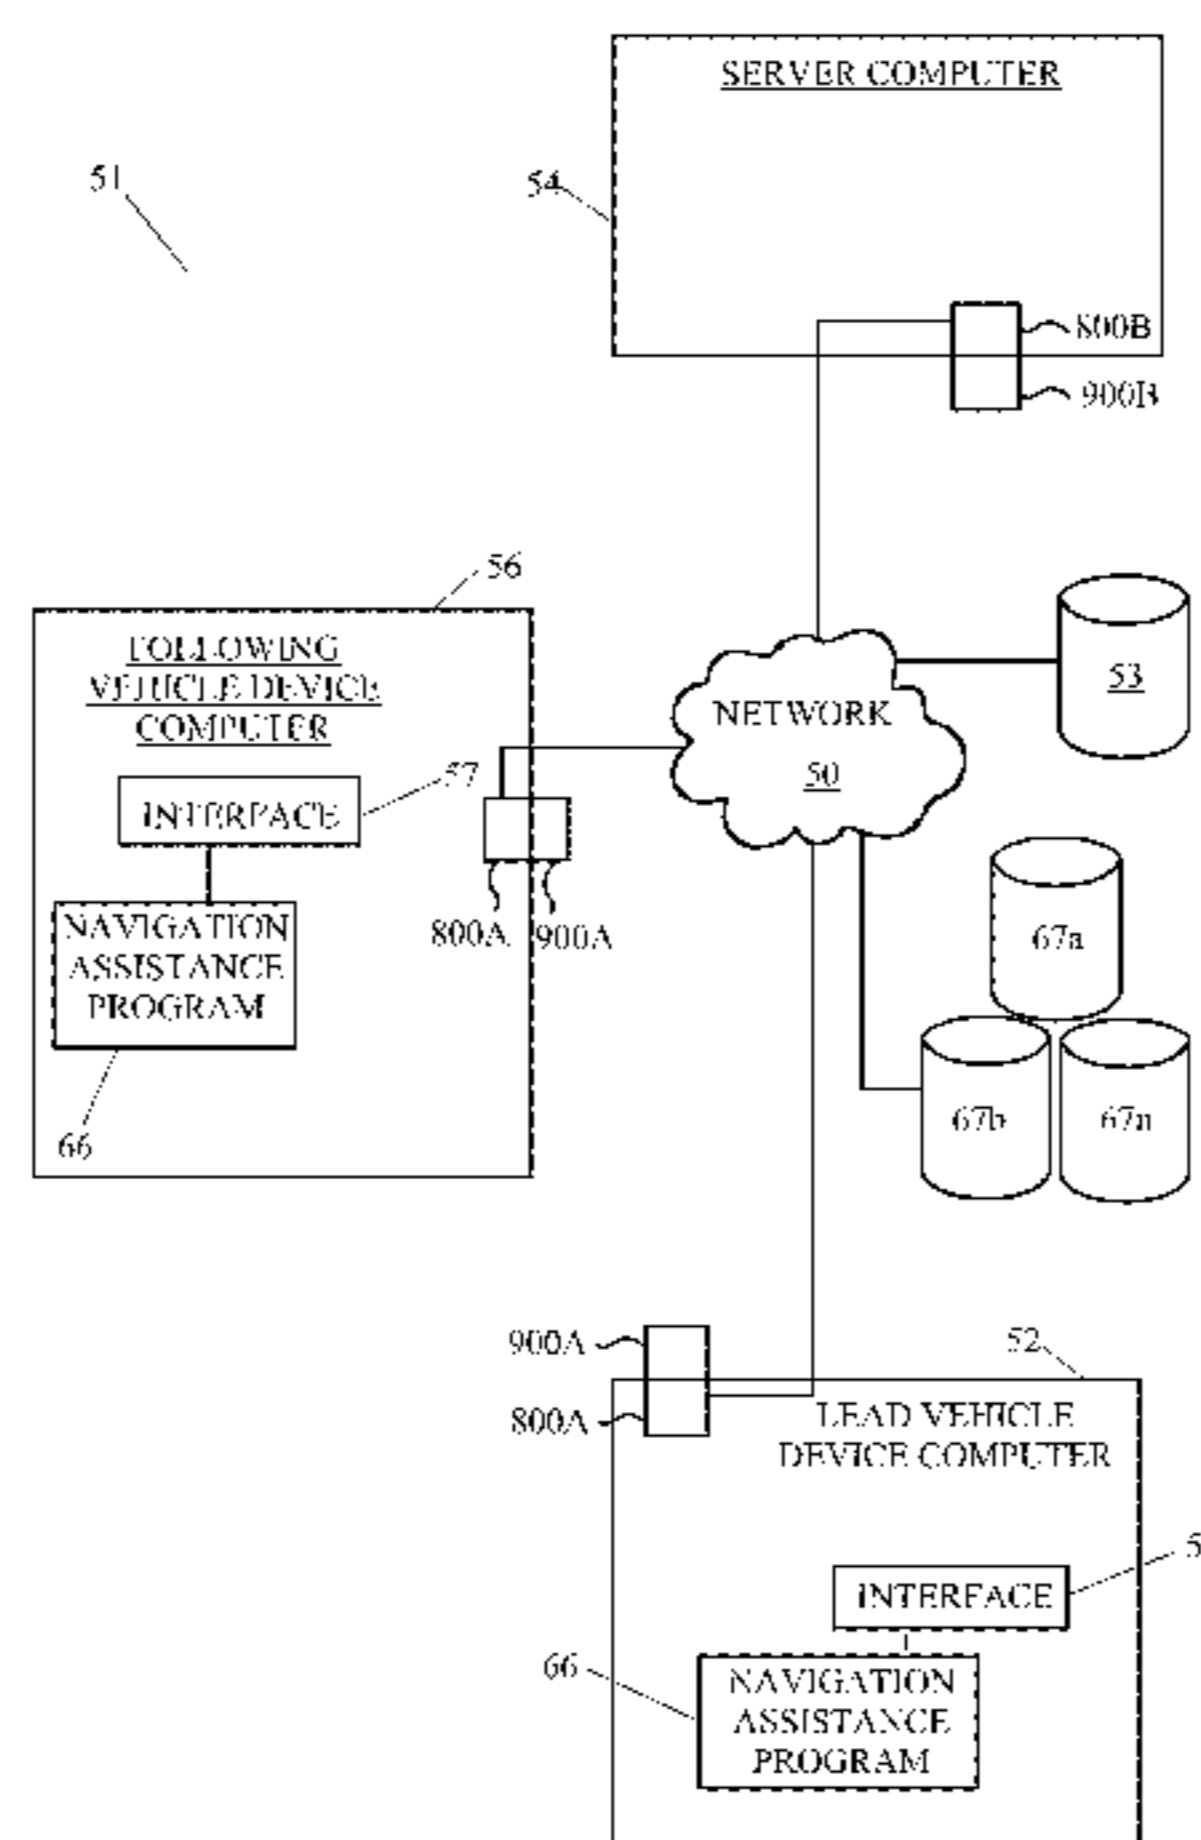 SERVER COMPUTER
51
54
800B
900B
56
FOLLOWING
VEHICLE DEVICE
COMPUTER
53
NETWORK
50
57
INTERFACE
67a
800A
900A
NAVIGATION
ASSISTANCE
PROGRAM
67b
67n
66
900A
52
800A
LEAD VEHICLE
DEVICE COMPUTER
5
INTERFACE
66
NAVIGATION
ASSISTANCE
PROGRAM